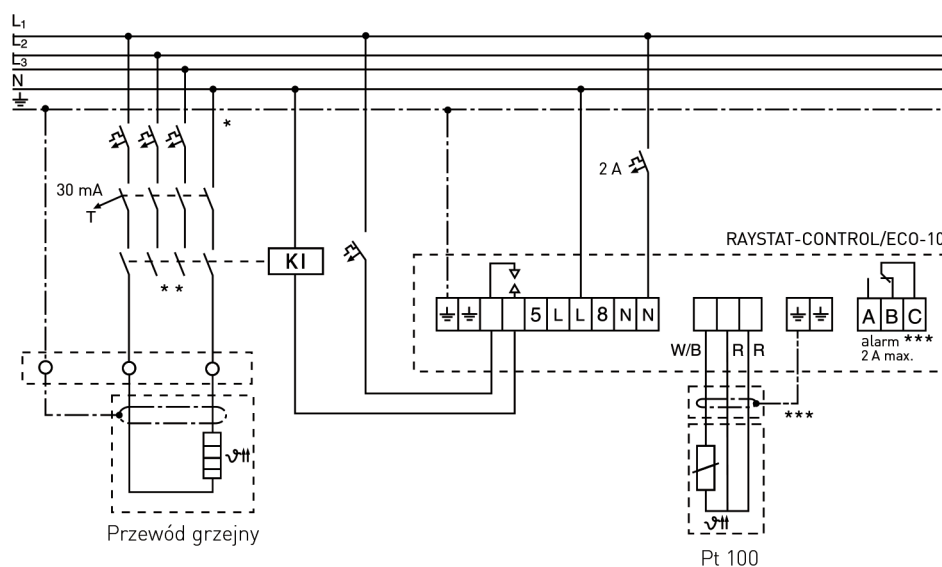 L1
L2
L3
N
*
30 mA
T
2 A
RAYSTAT-CONTROL/ECO-10
KI
* *
5 L L 8 N N
A B C
alarm ***
2 A max.
W/B R R
***
ϑ
ϑ
Przewód grzejny
Pt 100